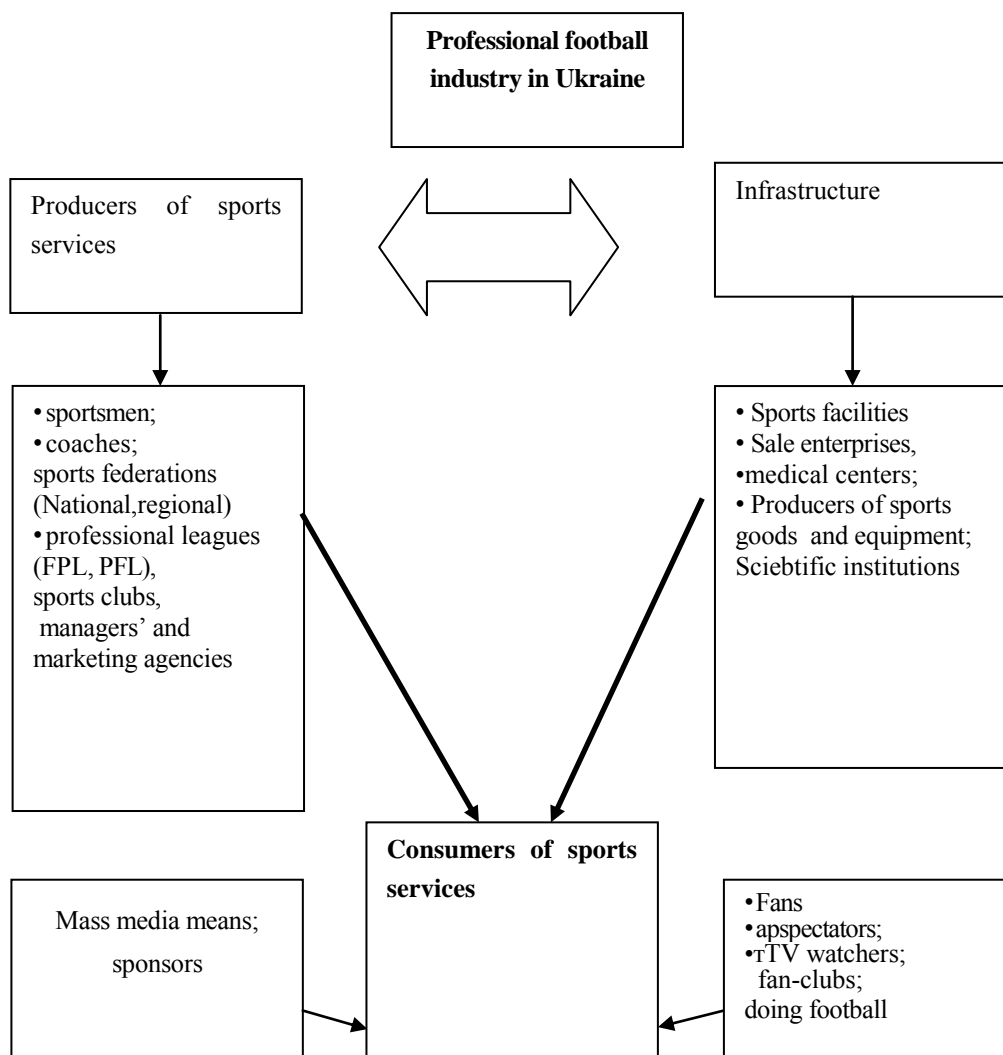 Professional football
industry in Ukraine
Producers of sports
services
Infrastructure
•sportsmen;
•coaches;
sports federations
(National,regional)
•professional leagues
(FPL, PFL),
sports clubs,
managers’ and
marketing agencies
• Sports facilities
• Sale enterprises,
•medical centers;
• Producers of sports
goods and equipment;
Sciebtific institutions
Consumers of sports
services
Mass media means;
sponsors
•Fans
•apspectators;
•тTV watchers;
fan-clubs;
doing football